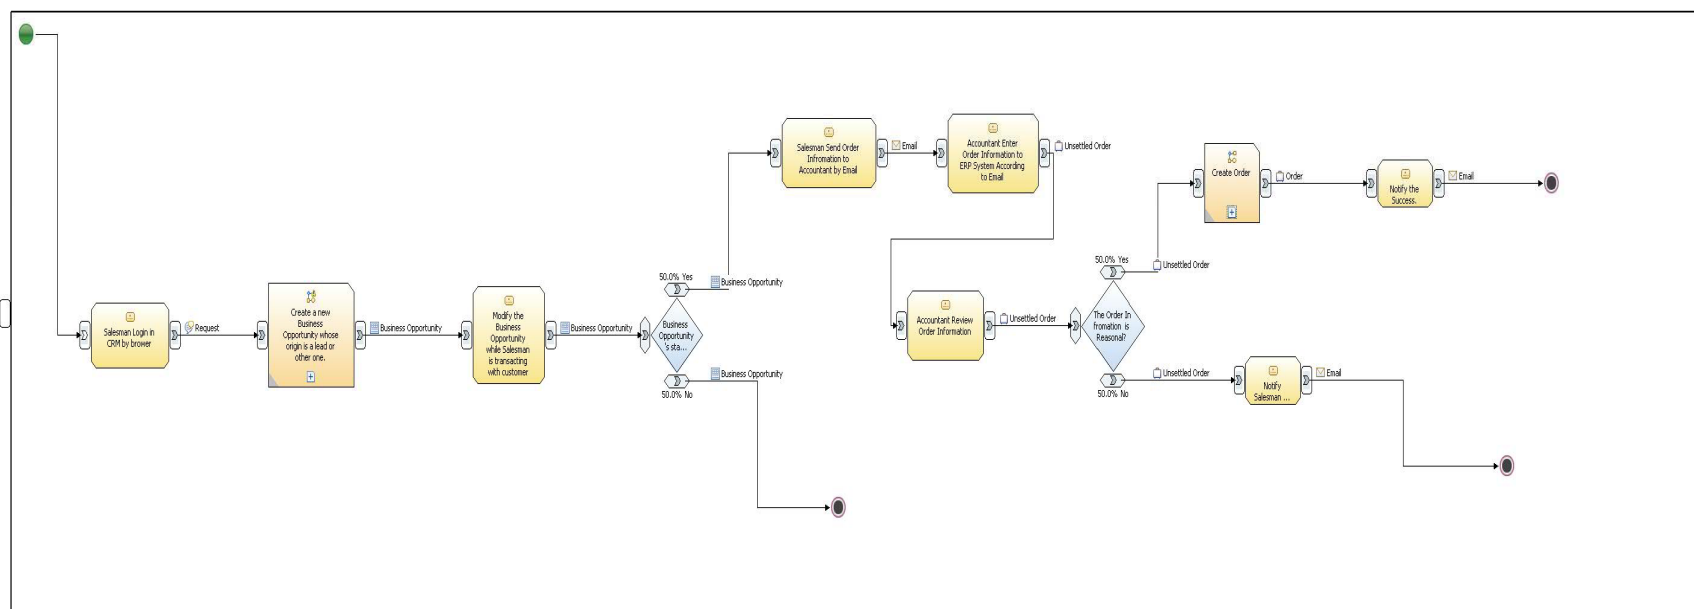 Salesman Login in
CRM by brower
Request
Create a new
Business
Opportunity whose
origin is a lead or
other one.
Business Opportunity
Modify the
Business
Opportunity
while Salesman
is transacting
with customer
Business Opportunity
50.0% Yes
Business Opportunity
Business
Opportunity
's sta...
Business Opportunity
50.0% No
Salesman Send Order
Infromation to
Accountant by Email
Email
Accountant Enter
Order Information to
ERP System According
to Email
Unsettled Order
Accountant Review
Order Information
Unsettled Order
50.0% Yes
Unsettled Order
The Order In
fromation is
Reasonal?
Unsettled Order
50.0% No
Create Order
Order
Notify the
Success.
Email
Notify
Salesman ...
Email